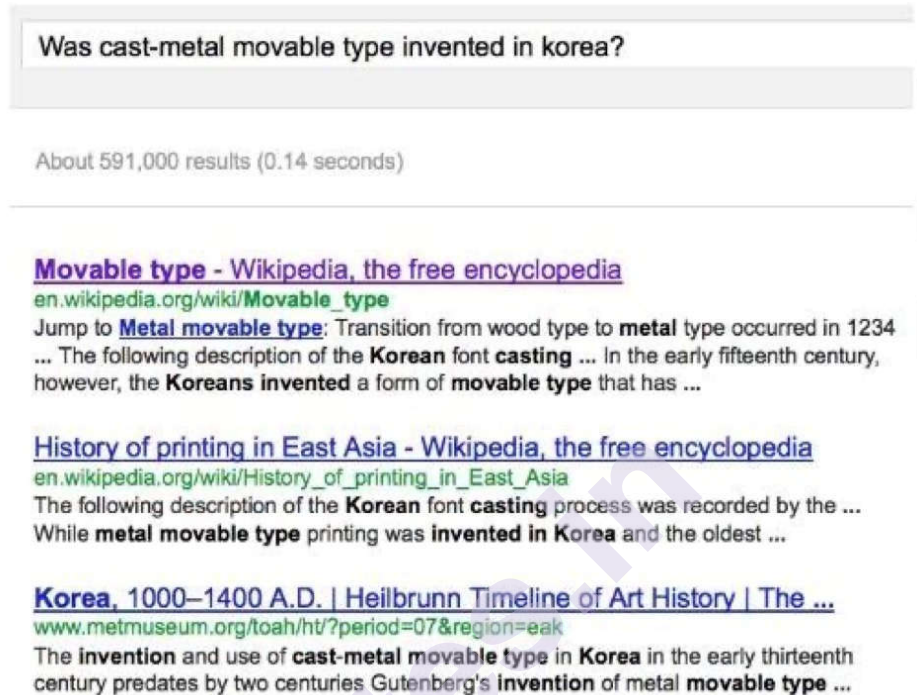 Was cast-metal movable type invented in korea?
About 591,000 results (0.14 seconds)
Movable type - Wikipedia, the free encyclopedia
en.wikipedia.org/wiki/Movable_type
Jump to Metal movable type: Transition from wood type to metal type occurred in 1234
... The following description of the Korean font casting ... In the early fifteenth century,
however, the Koreans invented a form of movable type that has ...
History of printing in East Asia - Wikipedia, the free encyclopedia
en.wikipedia.org/wiki/History_of_printing_in_East_Asia
The following description of the Korean font casting process was recorded by the ...
While metal movable type printing was invented in Korea and the oldest ...
Korea, 1000–1400 A.D. | Heilbrunn Timeline of Art History | The ...
www.metmuseum.org/toah/ht/?period=07&region=eak
The invention and use of cast-metal movable type in Korea in the early thirteenth
century predates by two centuries Gutenberg's invention of metal movable type ...